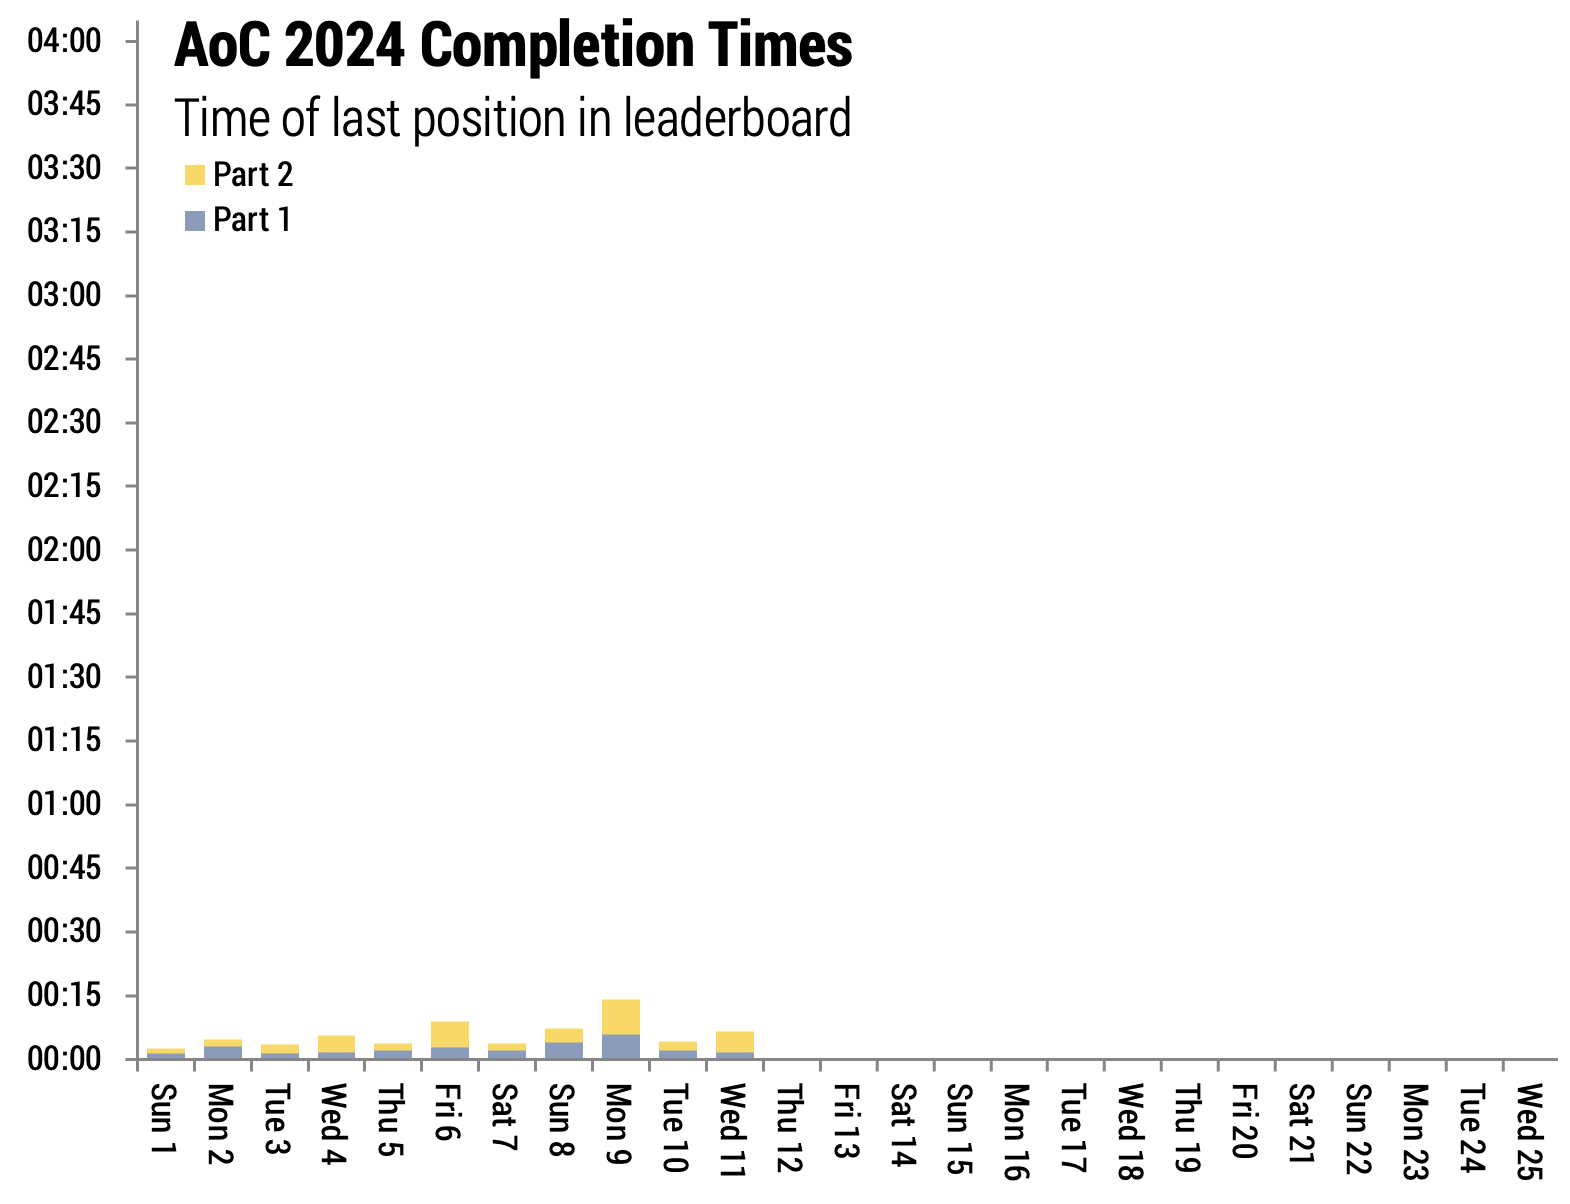 AoC 2024 Completion Times
Time of last position in leaderboard
Part 2
Part 1
04:00
03:45
03:30
03:15
03:00
02:45
02:30
02:15
02:00
01:45
01:30
01:15
01:00
00:45
00:30
00:15
00:00
Sun 1
Mon 2
Tue 3
Wed 4
Thu 5
Fri 6
Sat 7
Sun 8
Mon 9
Tue 10
Wed 11
Thu 12
Fri 13
Sat 14
Sun 15
Mon 16
Tue 17
Wed 18
Thu 19
Fri 20
Sat 21
Sun 22
Mon 23
Tue 24
Wed 25